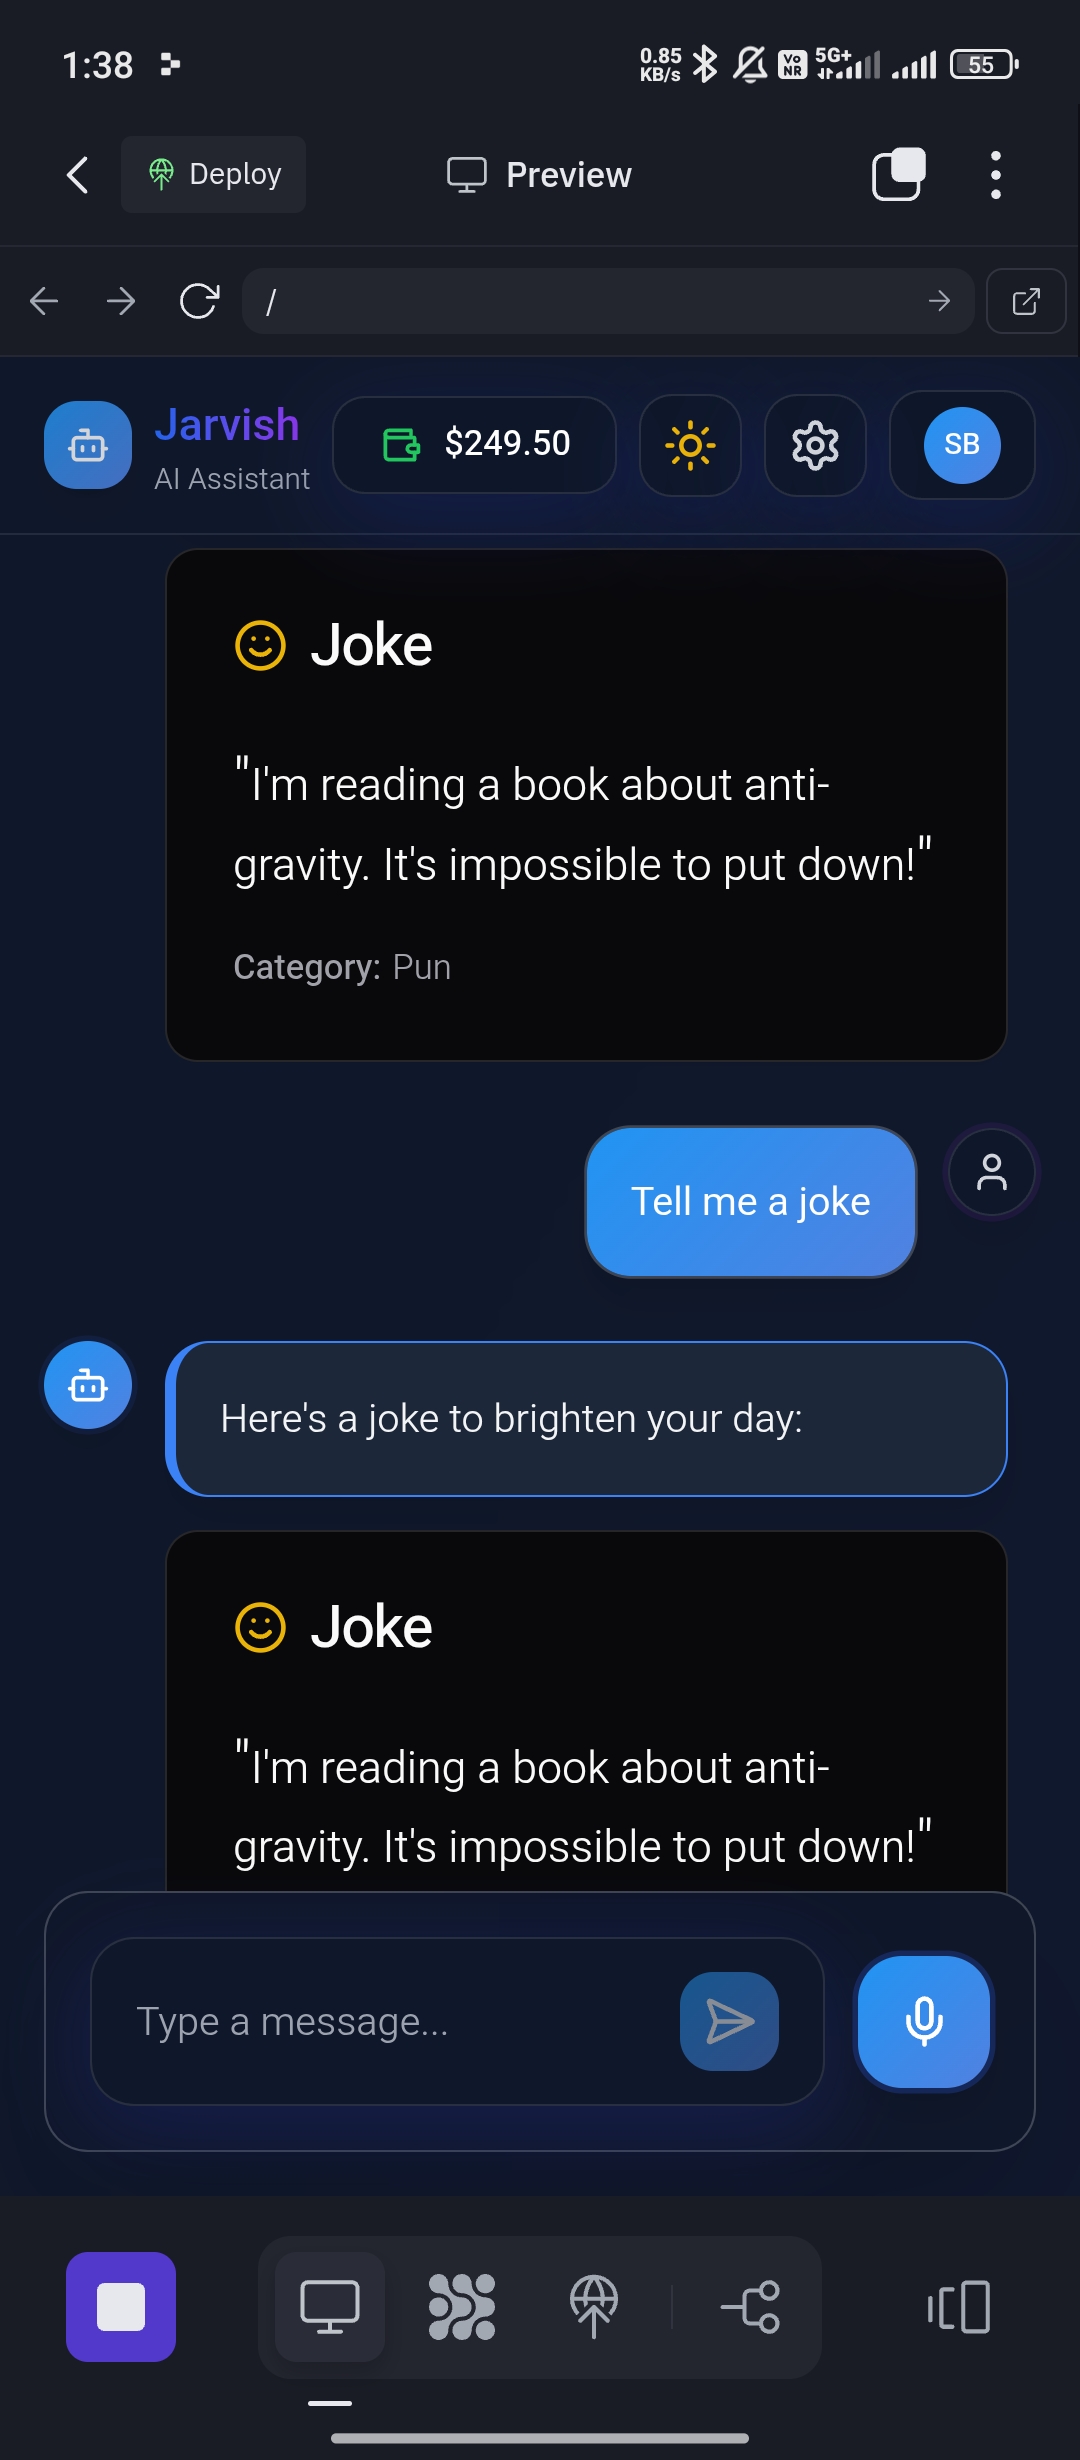 1:38
0.85
KB/s
Vo
NR
5G+
55
Deploy
Preview
/
Jarvish
AI Assistant
$249.50
SB
Joke
"I'm reading a book about anti-
gravity. It's impossible to put down!"
Category: Pun
Tell me a joke
Here's a joke to brighten your day:
Joke
"I'm reading a book about anti-
gravity. It's impossible to put down!"
Type a message...